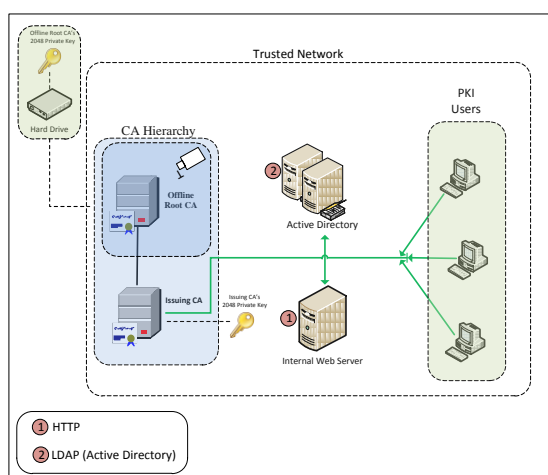 Offline Root CA's
2048 Private Key
Hard Drive
Trusted Network
CA Hierarchy
Offline
Root CA
Issuing CA
Issuing CA's
2048 Private Key
2
Active Directory
1
Internal Web Server
PKI
Users
1 HTTP
2 LDAP (Active Directory)